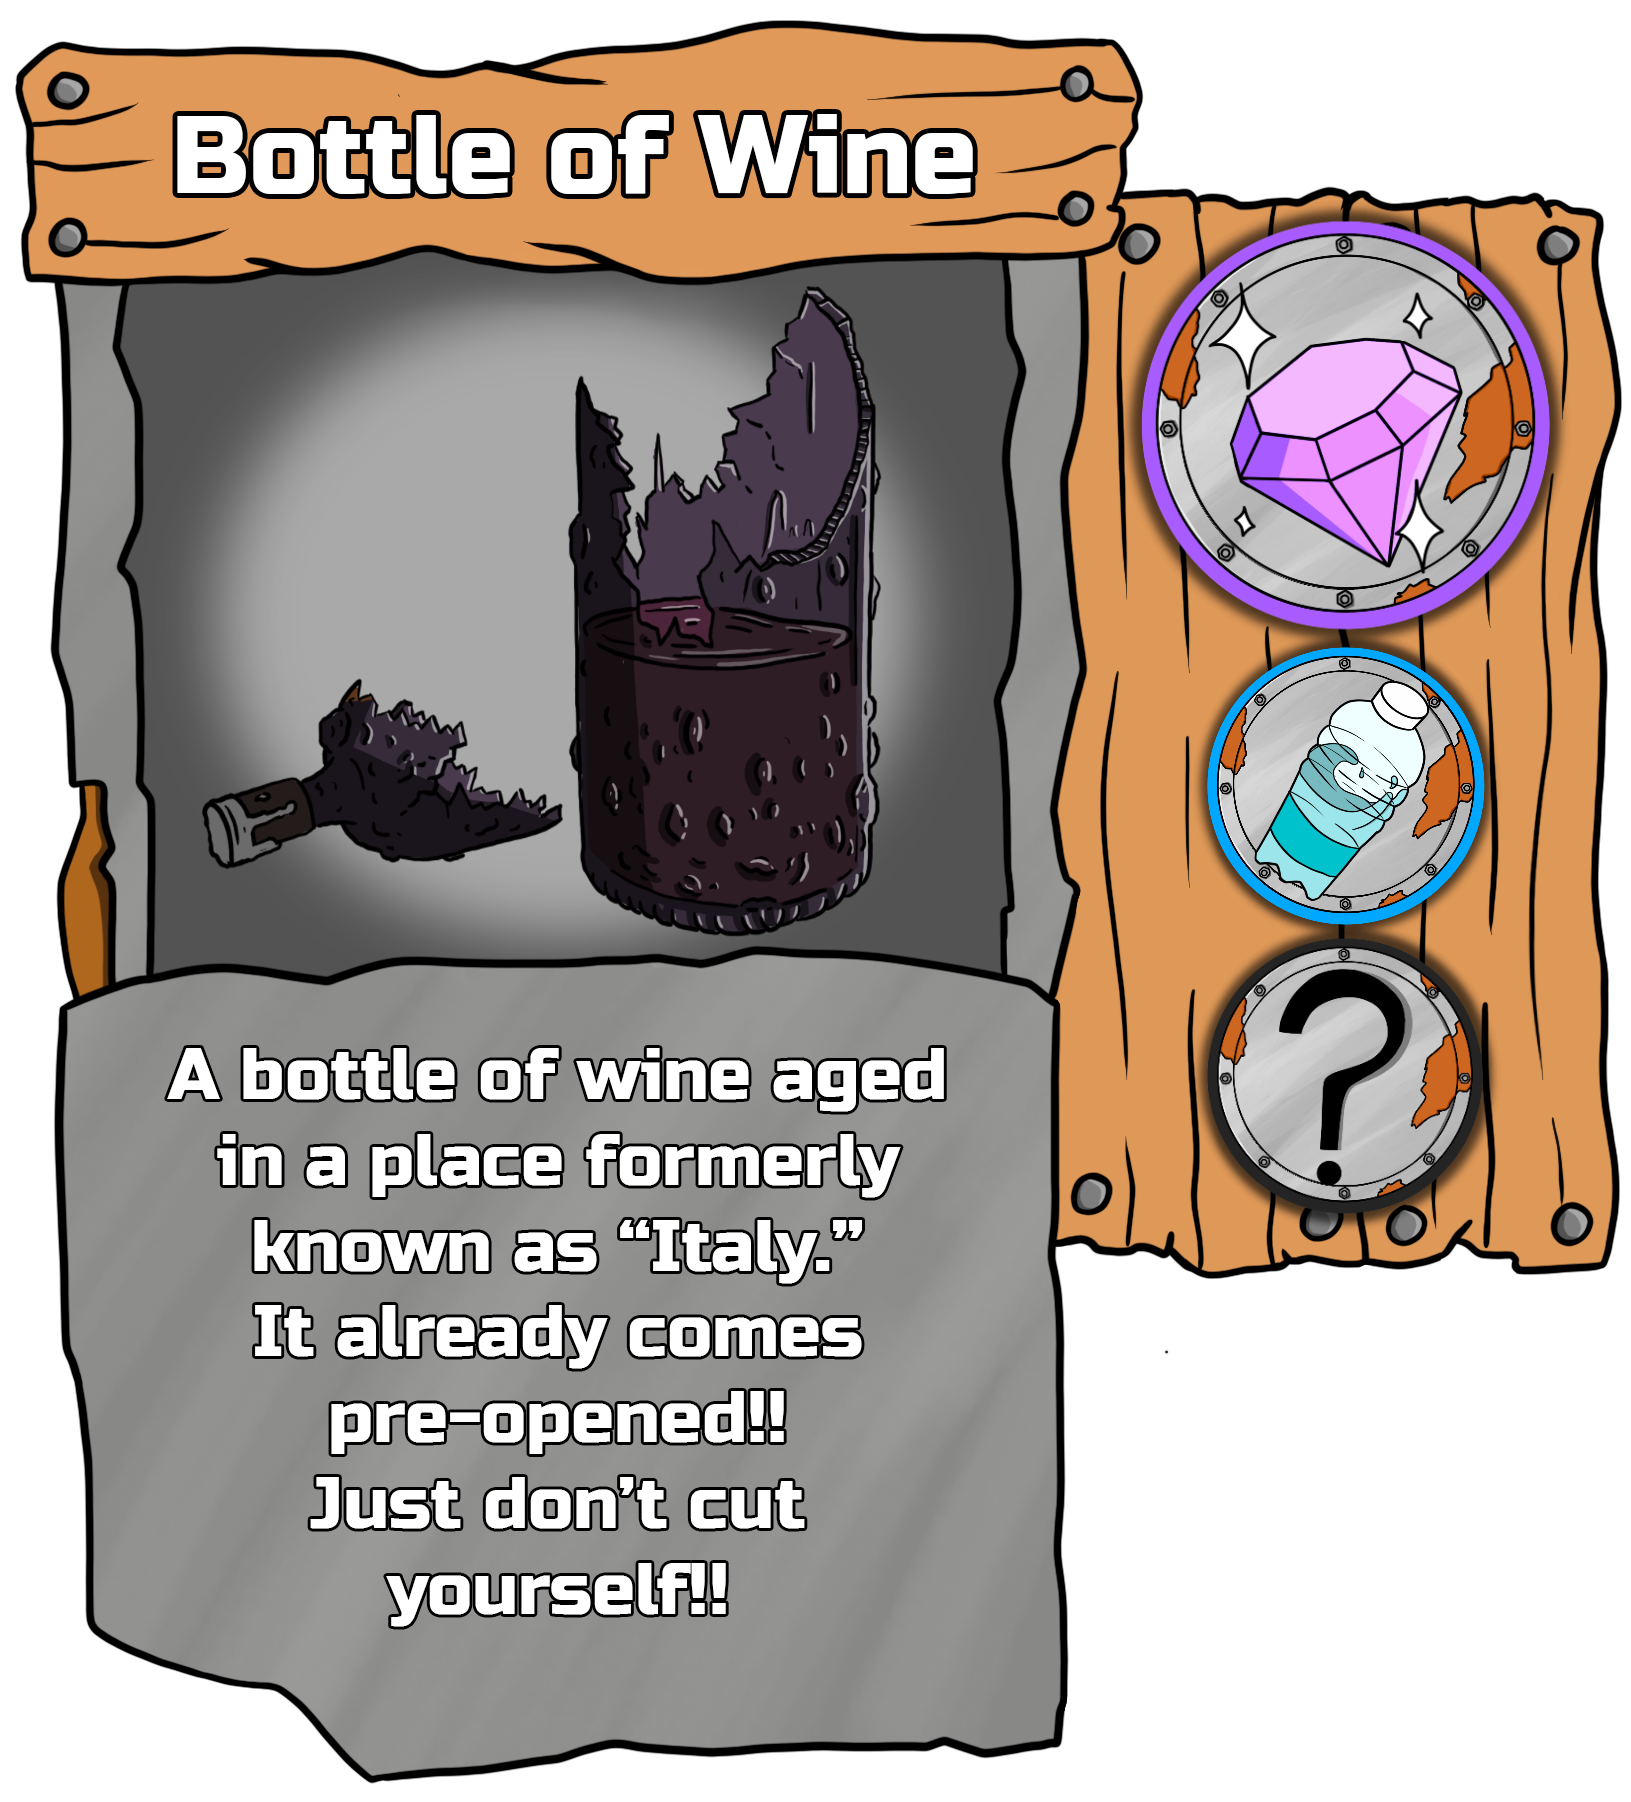 Bottle of Wine
A bottle of wine aged
in a place formerly
known as “Italy.”
It already comes
pre-opened!!
Just don’t cut
yourself!!
?